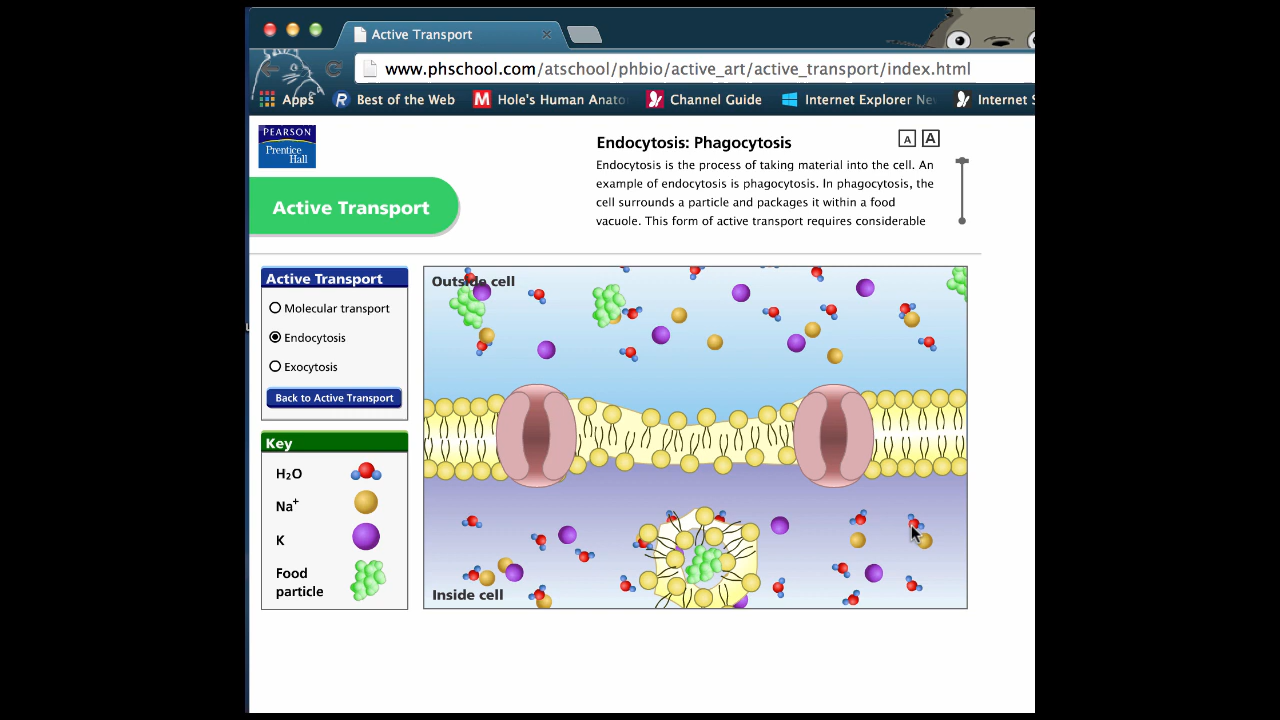 Active Transport
www.phschool.com/atschool/phbio/active_art/active_transport/index.html
Apps
Best of the Web
Hole's Human Anato
Channel Guide
Internet Explorer Ne
Internet S
PEARSON
Prentice
Hall
Active Transport
Endocytosis: Phagocytosis
A A
Endocytosis is the process of taking material into the cell. An
example of endocytosis is phagocytosis. In phagocytosis, the
cell surrounds a particle and packages it within a food
vacuole. This form of active transport requires considerable
Active Transport
Molecular transport
Endocytosis
Exocytosis
Back to Active Transport
Key
H₂O
Na⁺
K
Food
particle
Outside cell
Inside cell